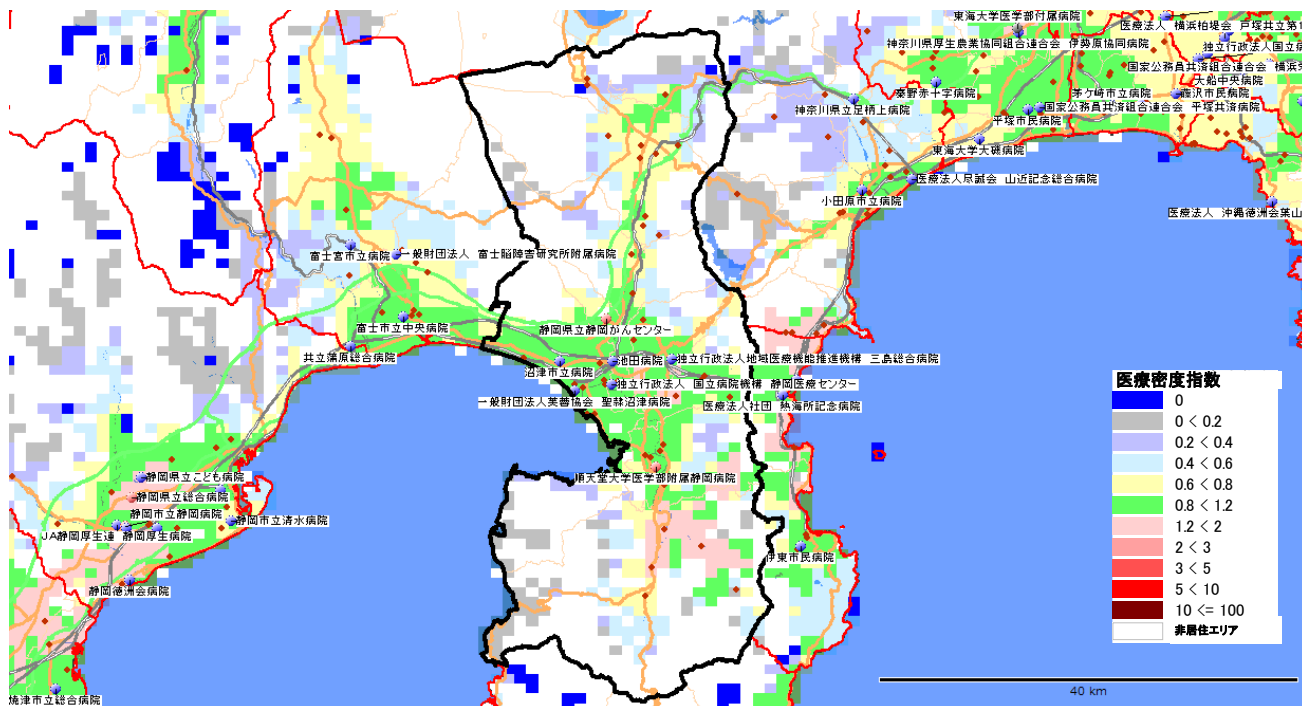 東海大学医学部付属病院
医療法人 横浜柏堤会 戸塚共立第1
神奈川県厚生農業協同組合連合会 伊勢原協同病院
独立行政法人国立病
国家公務員共済組合連合会 横浜
大船中央病院
秦野赤十字病院
茅ケ崎市立病院
藤沢市民病院
神奈川県立足柄上病院
国家公務員共済組合連合会 平塚共済病院
平塚市民病院
東海大学大磯病院
医療法人尽誠会 山近記念総合病院
小田原市立病院
医療法人 沖縄徳洲会葉山
富士宮市立病院
一般財団法人 富士脳障害研究所附属病院
富士市立中央病院
静岡県立静岡がんセンター
共立蒲原総合病院
池田病院
独立行政法人地域医療機能推進機構 三島総合病院
沼津市立病院
独立行政法人 国立病院機構 静岡医療センター
一般財団法人芙蓉協会 聖隷沼津病院
医療法人社団 熱海所記念病院
医療密度指数
0
0 < 0.2
0.2 < 0.4
0.4 < 0.6
0.6 < 0.8
0.8 < 1.2
1.2 < 2
2 < 3
3 < 5
5 < 10
10 <= 100
非居住エリア
静岡県立こども病院
順天堂大学医学部附属静岡病院
静岡県立総合病院
静岡市立静岡病院
静岡市立清水病院
JA静岡厚生連 静岡厚生病院
伊東市民病院
静岡徳洲会病院
焼津市立総合病院
40 km